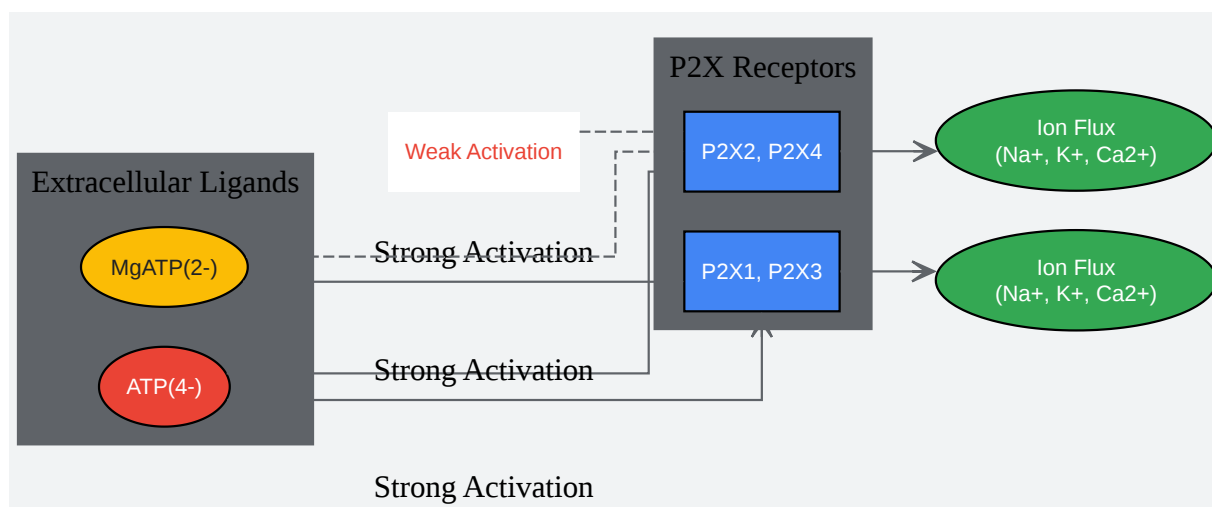 P2X Receptors
Ion Flux
(Na+, K+, Ca2+)
Weak Activation
P2X2, P2X4
Extracellular Ligands
MgATP(2-)
Strong Activation
P2X1, P2X3
Ion Flux
(Na+, K+, Ca2+)
Strong Activation
ATP(4-)
Strong Activation